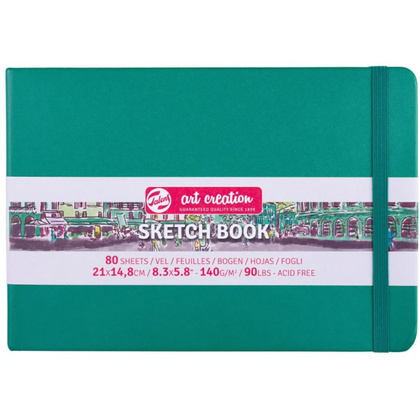 Talens
art creation
GUARANTEED QUALITY SINCE 1899
SKETCH BOOK
80 SHEETS / VEL / FEUILLES / BOGEN / HOJAS / FOGLI
21x14,8CM / 8.3x5.8" - 140G/M² / 90LBS - ACID FREE